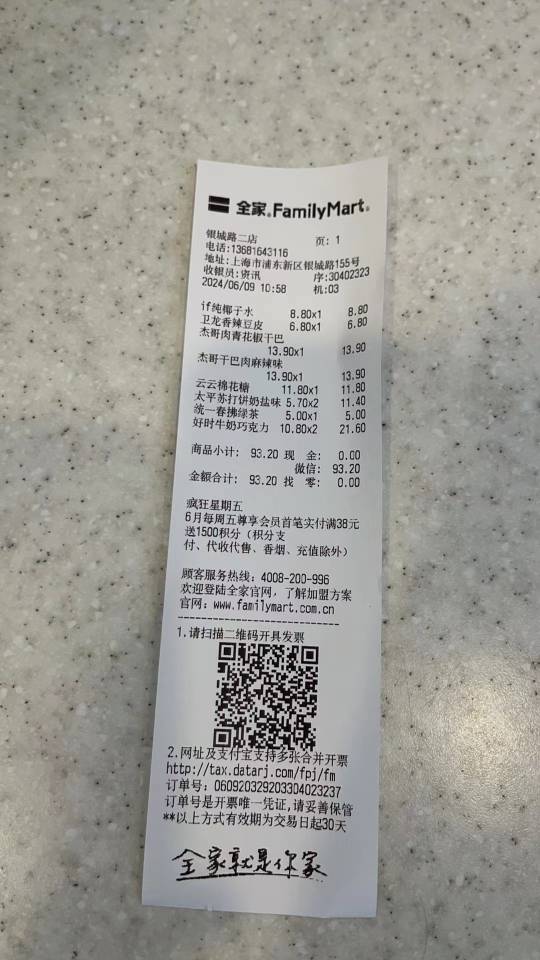 全家®FamilyMart®
银城路二店 页: 1
电话:13681643116
地址:上海市浦东新区银城路155号
收银员:资讯 序:30402323
2024/06/09 10:58 机:03
if纯椰子水 8.80x1 8.80
卫龙香辣豆皮 6.80x1 6.80
杰哥肉青花椒干巴
13.90x1 13.90
杰哥干巴肉麻辣味
13.90x1 13.90
云云棉花糖 11.80x1 11.80
太平苏打饼奶盐味 5.70x2 11.40
统一春拂绿茶 5.00x1 5.00
好时牛奶巧克力 10.80x2 21.60
商品小计: 93.20 现 金: 0.00
微信: 93.20
金额合计: 93.20 找 零: 0.00
疯狂星期五
6月每周五尊享会员首笔实付满38元
送1500积分（积分支
付、代收代售、香烟、充值除外）
顾客服务热线：4008-200-996
欢迎登陆全家官网，了解加盟方案
官网：www.familymart.com.cn
----------------------------
1.请扫描二维码开具发票
2.网址及支付宝支持多张合并开票
http://tax.datarj.com/fpj/fm
订单号：060920329203304023237
订单号是开票唯一凭证,请妥善保管
**以上方式有效期为交易日起30天
全家就是你家